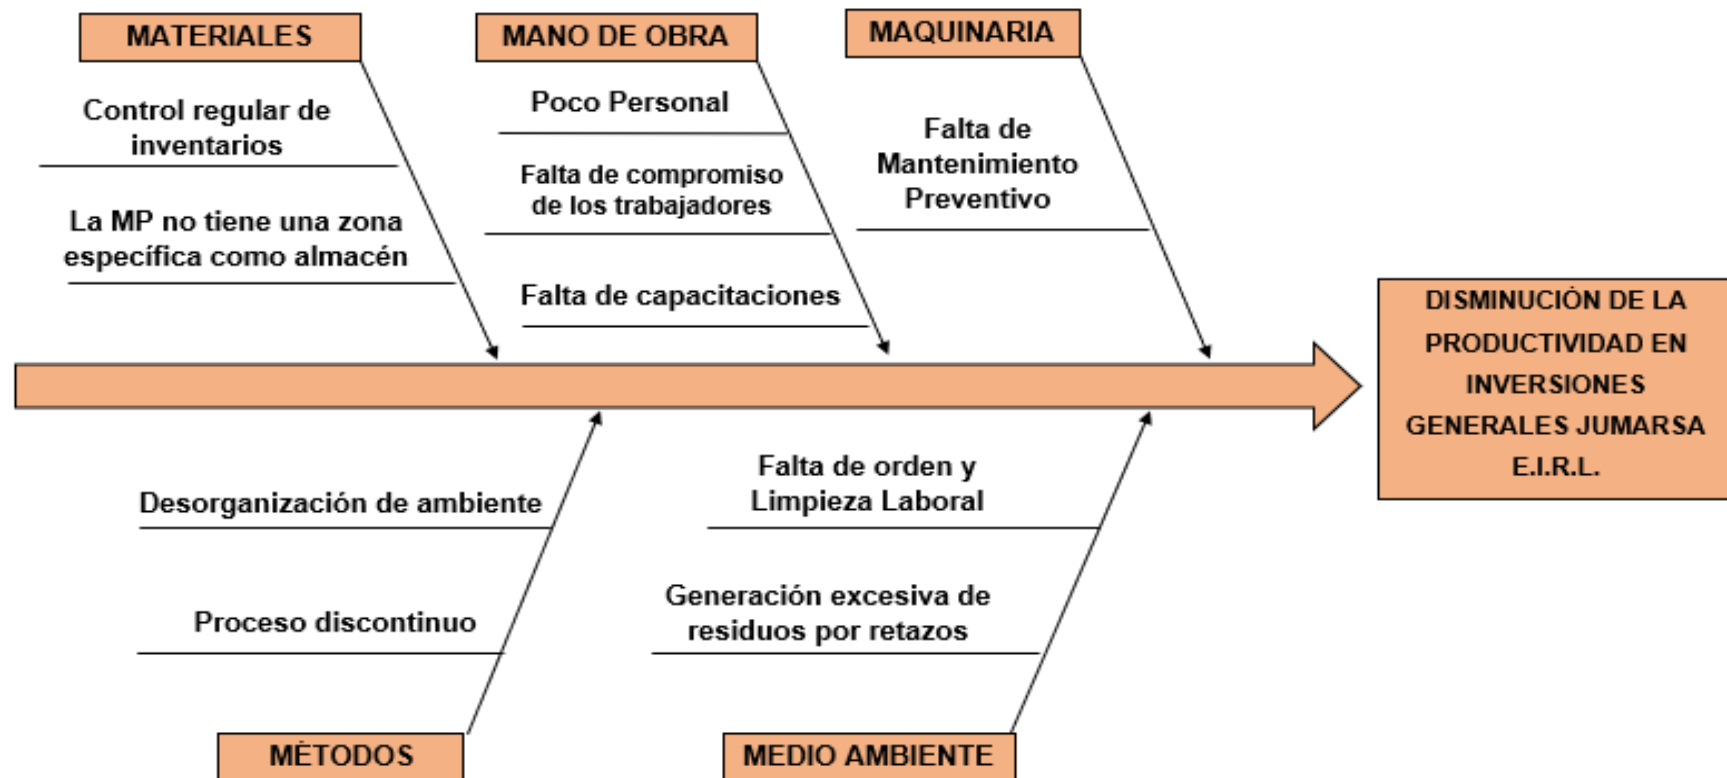 MATERIALES
Control regular de
inventarios
La MP no tiene una zona
específica como almacén
MANO DE OBRA
Poco Personal
Falta de compromiso
de los trabajadores
Falta de capacitaciones
MAQUINARIA
Falta de
Mantenimiento
Preventivo
DISMINUCIÓN DE LA
PRODUCTIVIDAD EN
INVERSIONES
GENERALES JUMARSA
E.I.R.L.
Desorganización de ambiente
Proceso discontinuo
MÉTODOS
Falta de orden y
Limpieza Laboral
Generación excesiva de
residuos por retazos
MEDIO AMBIENTE